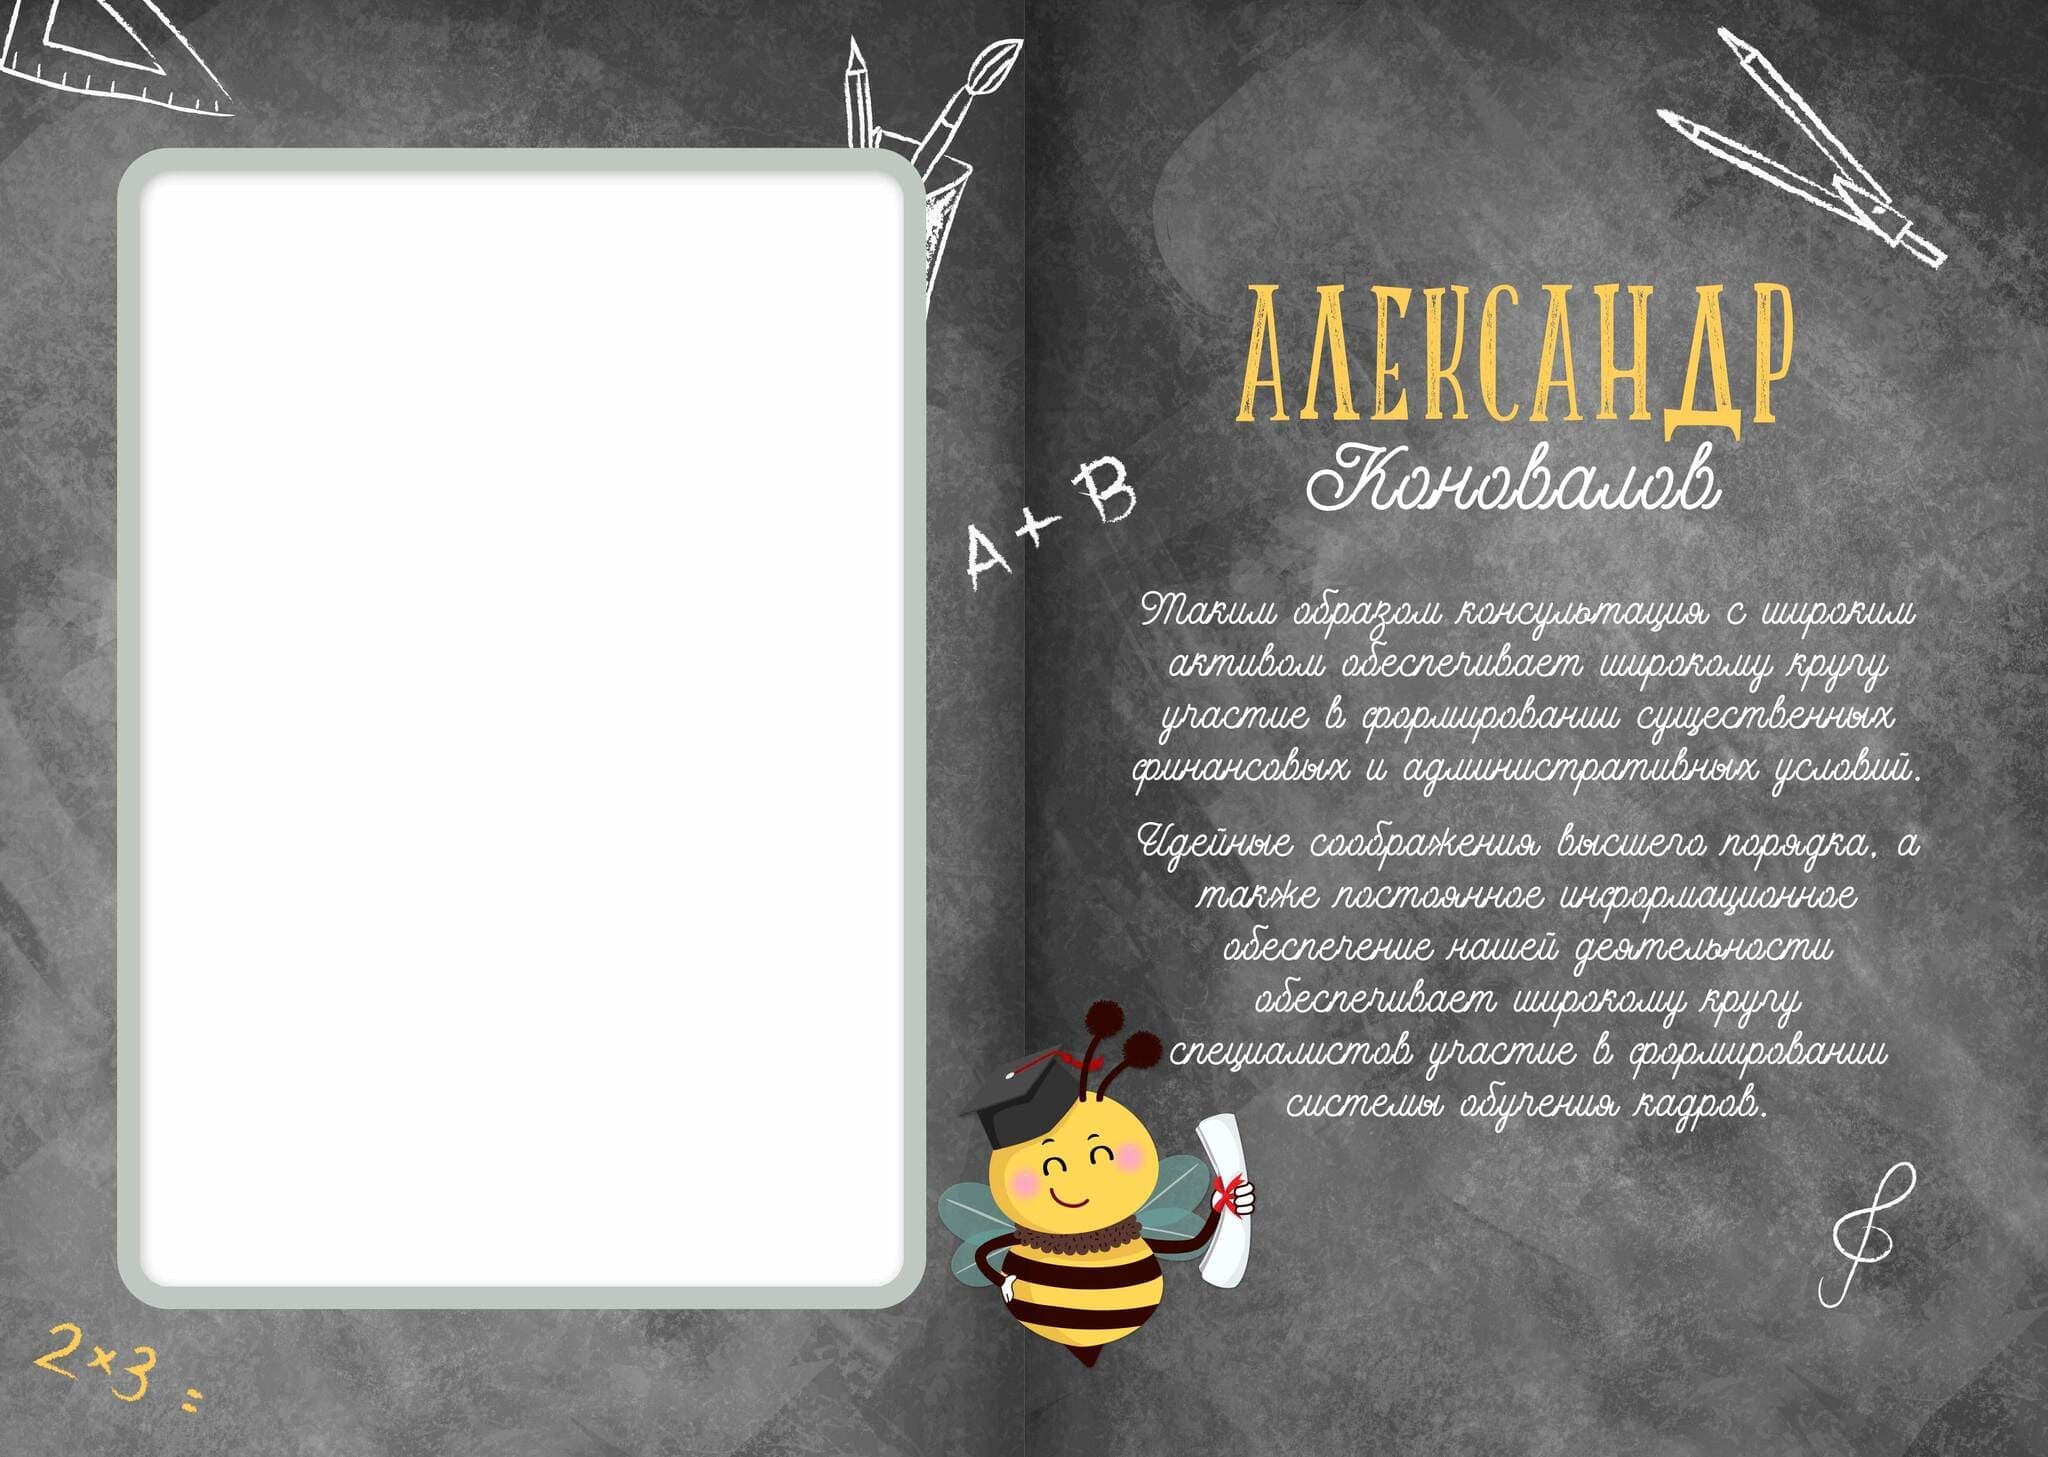 АЛЕКСАНДР
Коновалов
A + B
Таким образом консультация с широким
активом обеспечивает широкому кругу
участие в формировании существенных
финансовых и административных условий.
Идейные соображения высшего порядка, а
также постоянное информационное
обеспечение нашей деятельности
обеспечивает широкому кругу
специалистов участие в формировании
системы обучения кадров.
2×3 =